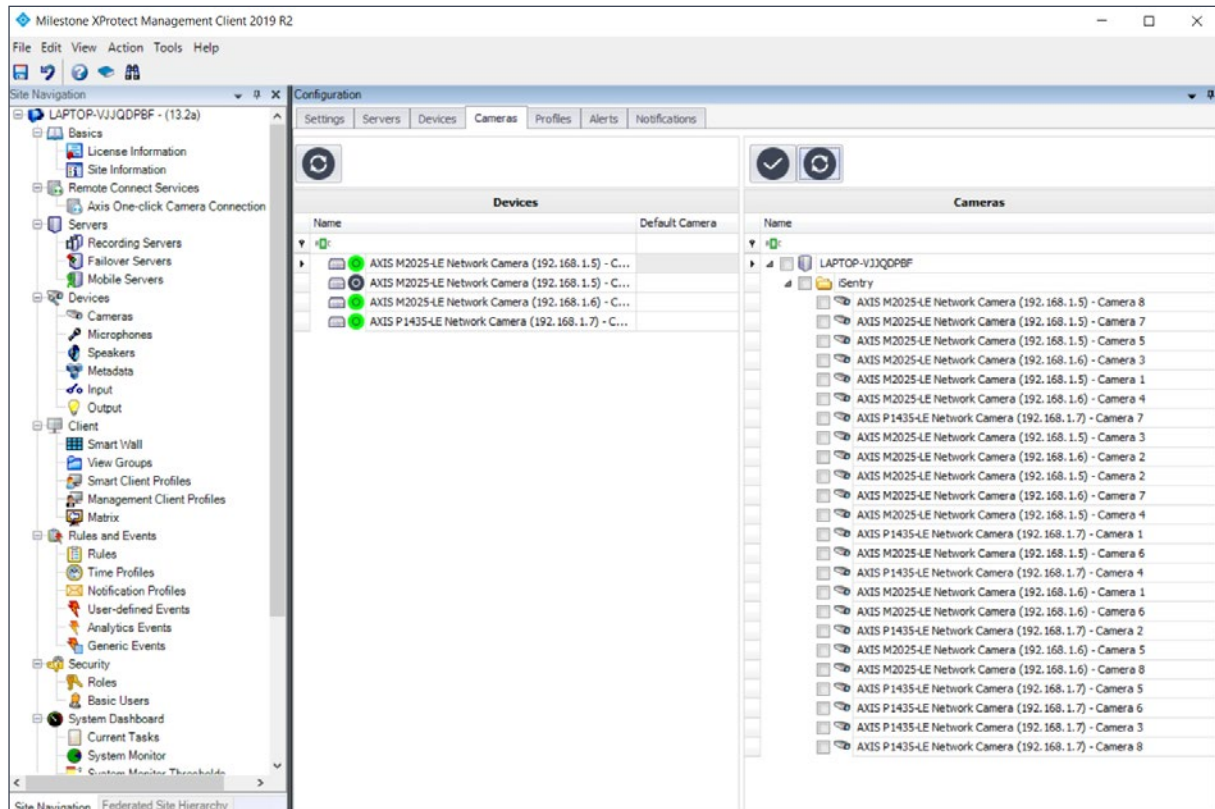 Milestone XProtect Management Client 2019 R2
File Edit View Action Tools Help
Site Navigation
LAPTOP-VJJQDPBF - (13.2a)
Basics
License Information
Site Information
Remote Connect Services
Axis One-click Camera Connection
Servers
Recording Servers
Failover Servers
Mobile Servers
Devices
Cameras
Microphones
Speakers
Metadata
Input
Output
Client
Smart Wall
View Groups
Smart Client Profiles
Management Client Profiles
Matrix
Rules and Events
Rules
Time Profiles
Notification Profiles
User-defined Events
Analytics Events
Generic Events
Security
Roles
Basic Users
System Dashboard
Current Tasks
System Monitor
System Monitor Thresholds
Site Navigation Federated Site Hierarchy
Configuration
Settings Servers Devices Cameras Profiles Alerts Notifications
Devices
Name Default Camera
AXIS M2025-LE Network Camera (192.168.1.5) - C...
AXIS M2025-LE Network Camera (192.168.1.5) - C...
AXIS M2025-LE Network Camera (192.168.1.6) - C...
AXIS P1435-LE Network Camera (192.168.1.7) - C...
Cameras
Name
LAPTOP-VJJQDPBF
iSentry
AXIS M2025-LE Network Camera (192.168.1.5) - Camera 8
AXIS M2025-LE Network Camera (192.168.1.5) - Camera 7
AXIS M2025-LE Network Camera (192.168.1.5) - Camera 5
AXIS M2025-LE Network Camera (192.168.1.6) - Camera 3
AXIS M2025-LE Network Camera (192.168.1.5) - Camera 1
AXIS M2025-LE Network Camera (192.168.1.6) - Camera 4
AXIS P1435-LE Network Camera (192.168.1.7) - Camera 7
AXIS M2025-LE Network Camera (192.168.1.5) - Camera 3
AXIS M2025-LE Network Camera (192.168.1.6) - Camera 2
AXIS M2025-LE Network Camera (192.168.1.5) - Camera 2
AXIS M2025-LE Network Camera (192.168.1.6) - Camera 7
AXIS M2025-LE Network Camera (192.168.1.5) - Camera 4
AXIS P1435-LE Network Camera (192.168.1.7) - Camera 1
AXIS M2025-LE Network Camera (192.168.1.5) - Camera 6
AXIS P1435-LE Network Camera (192.168.1.7) - Camera 4
AXIS M2025-LE Network Camera (192.168.1.6) - Camera 1
AXIS M2025-LE Network Camera (192.168.1.6) - Camera 6
AXIS P1435-LE Network Camera (192.168.1.7) - Camera 2
AXIS M2025-LE Network Camera (192.168.1.6) - Camera 5
AXIS M2025-LE Network Camera (192.168.1.6) - Camera 8
AXIS P1435-LE Network Camera (192.168.1.7) - Camera 5
AXIS P1435-LE Network Camera (192.168.1.7) - Camera 6
AXIS P1435-LE Network Camera (192.168.1.7) - Camera 3
AXIS P1435-LE Network Camera (192.168.1.7) - Camera 8